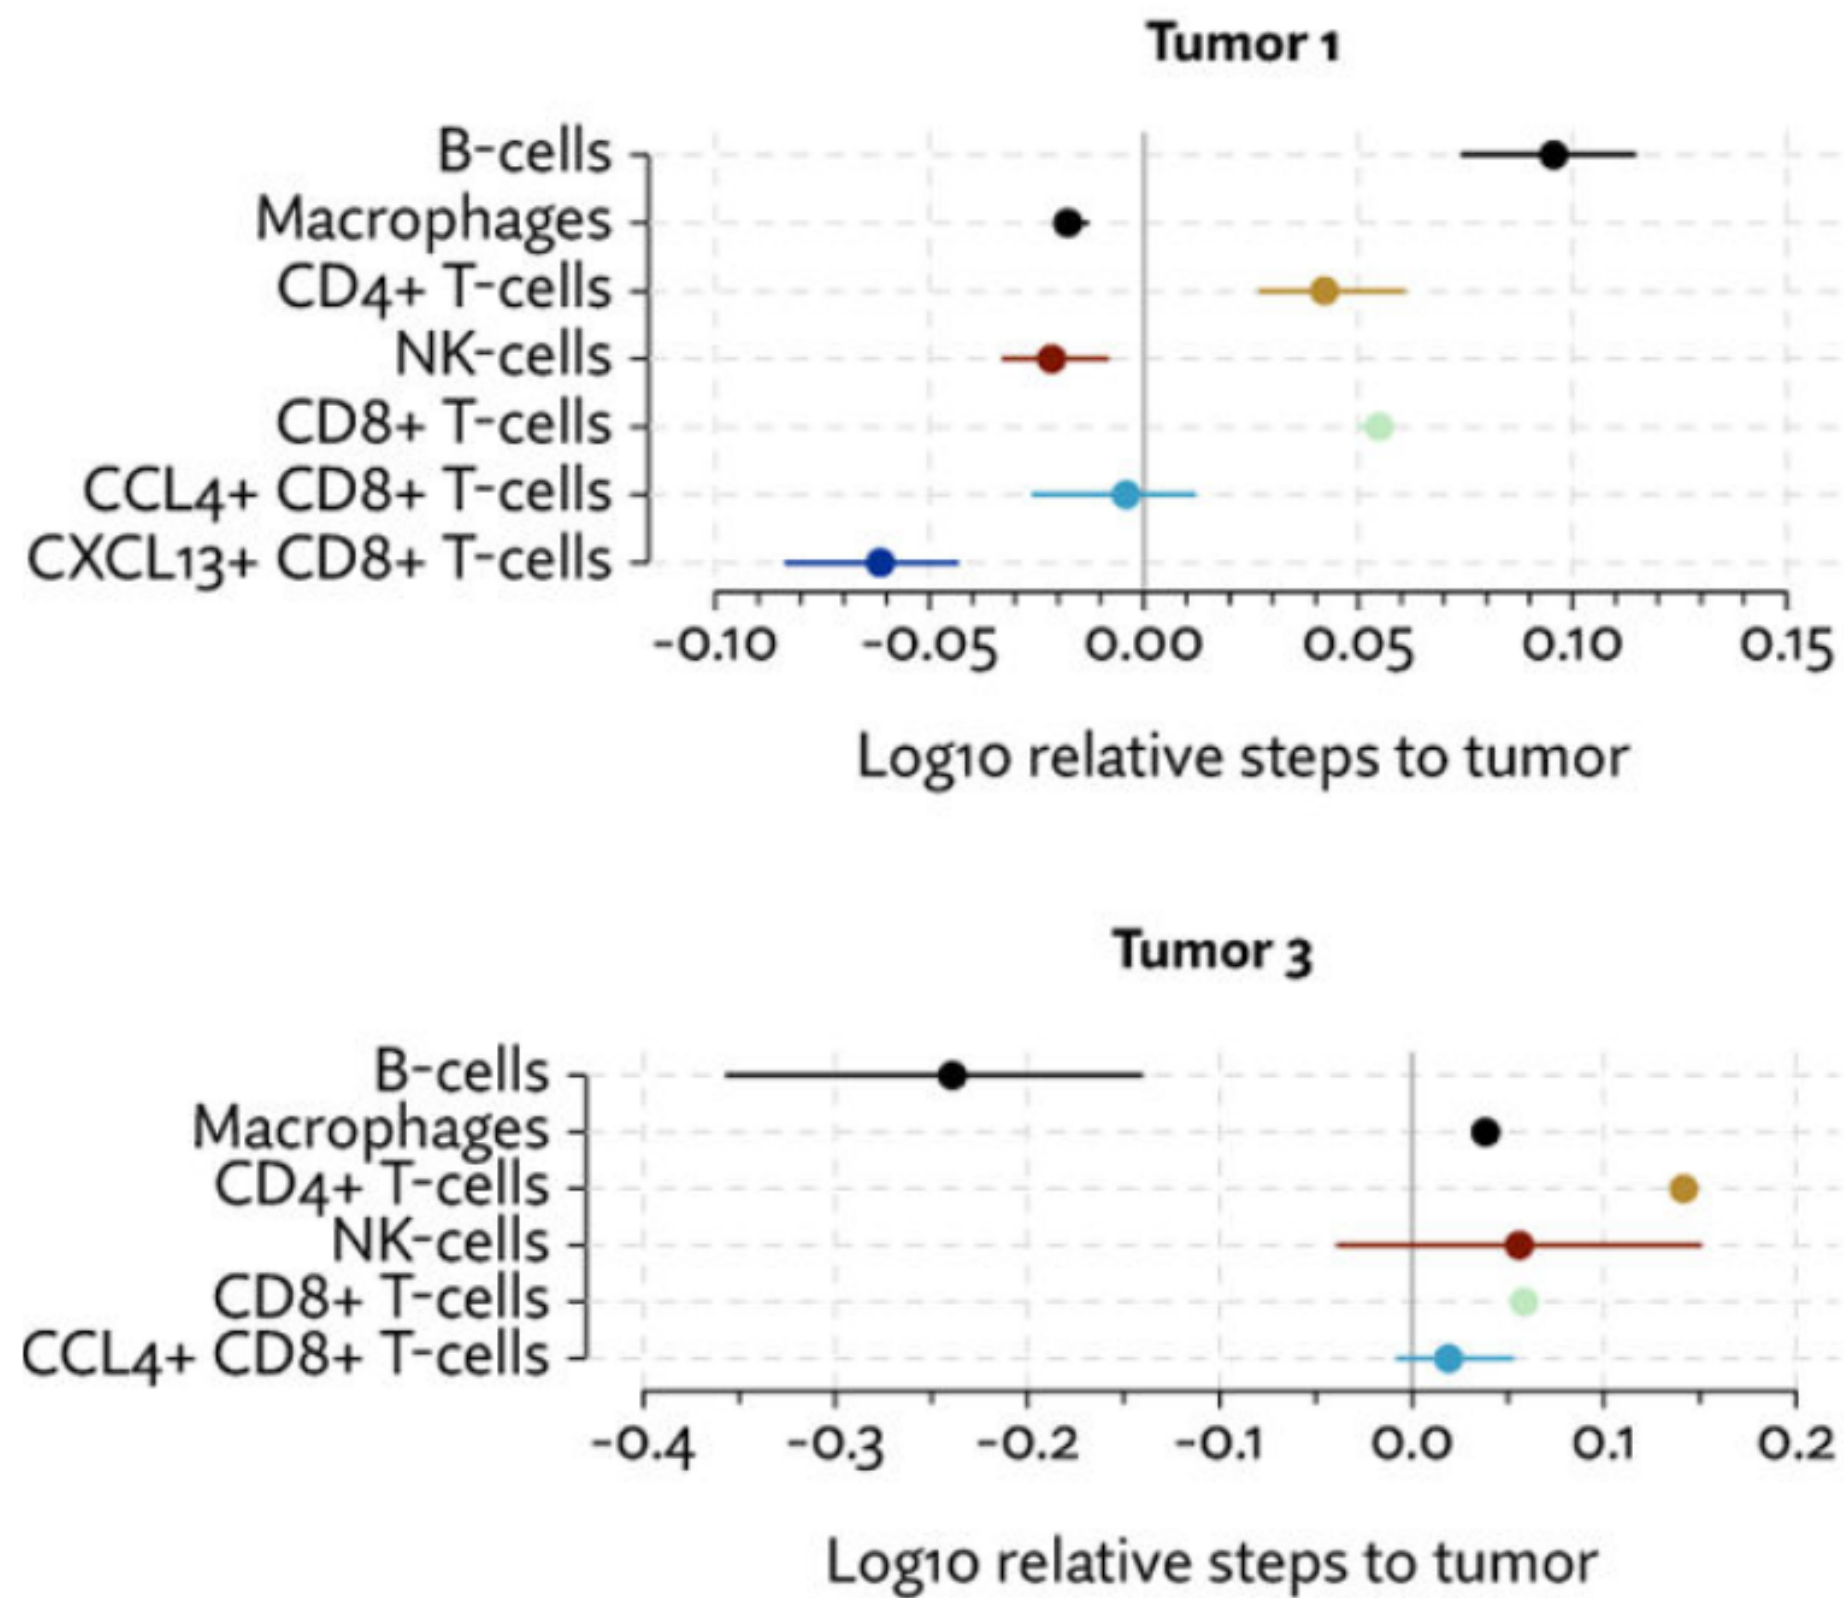 Tumor 1
B-cells
Macrophages
CD4+ T-cells
NK-cells
CD8+ T-cells
CCL4+ CD8+ T-cells
CXCL13+ CD8+ T-cells
-0.10 -0.05 0.00 0.05 0.10 0.15
Log10 relative steps to tumor
Tumor 3
B-cells
Macrophages
CD4+ T-cells
NK-cells
CD8+ T-cells
CCL4+ CD8+ T-cells
-0.4 -0.3 -0.2 -0.1 0.0 0.1 0.2
Log10 relative steps to tumor